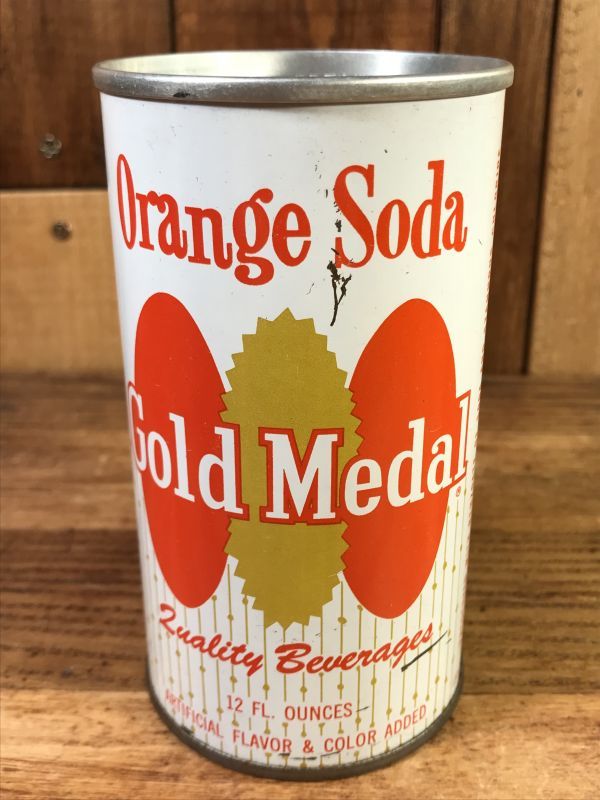 Orange Soda
Gold Medal®
Quality Beverages
12 FL. OUNCES
ARTIFICIAL FLAVOR & COLOR ADDED